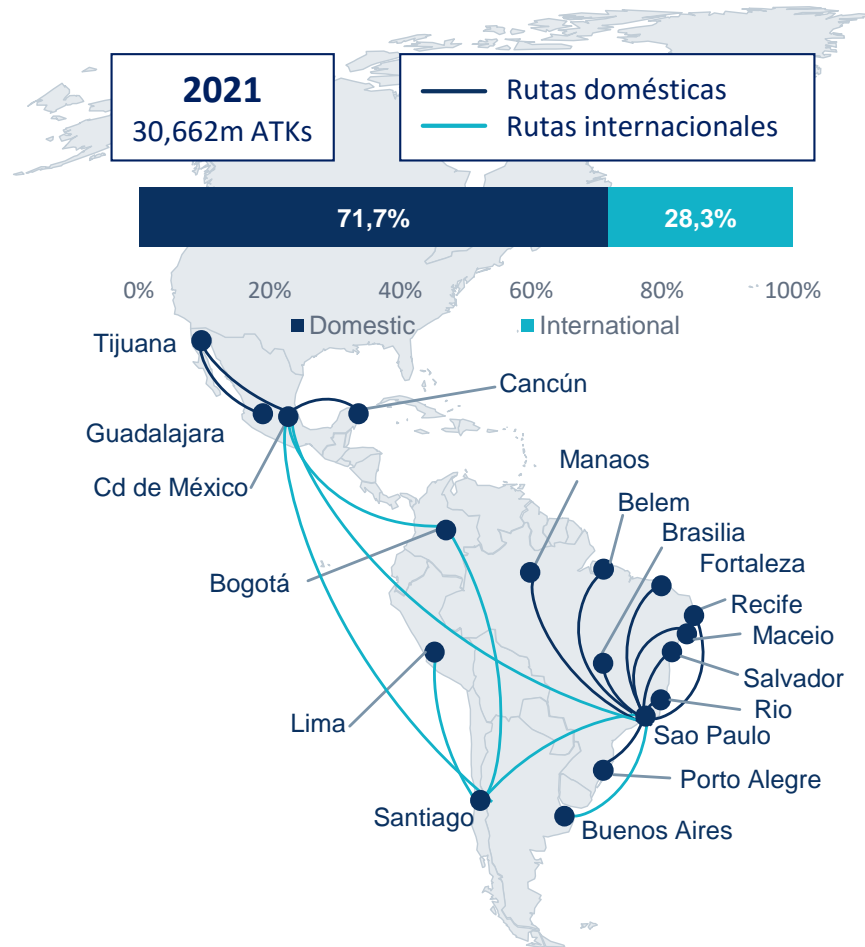 2021
30,662m ATKs
Rutas domésticas
Rutas internacionales
71,7%
28,3%
0%
20%
40%
60%
80%
100%
Domestic
International
Tijuana
Cancún
Guadalajara
Cd de México
Manaos
Belem
Brasilia
Fortaleza
Bogotá
Recife
Maceio
Salvador
Lima
Rio
Sao Paulo
Porto Alegre
Santiago
Buenos Aires